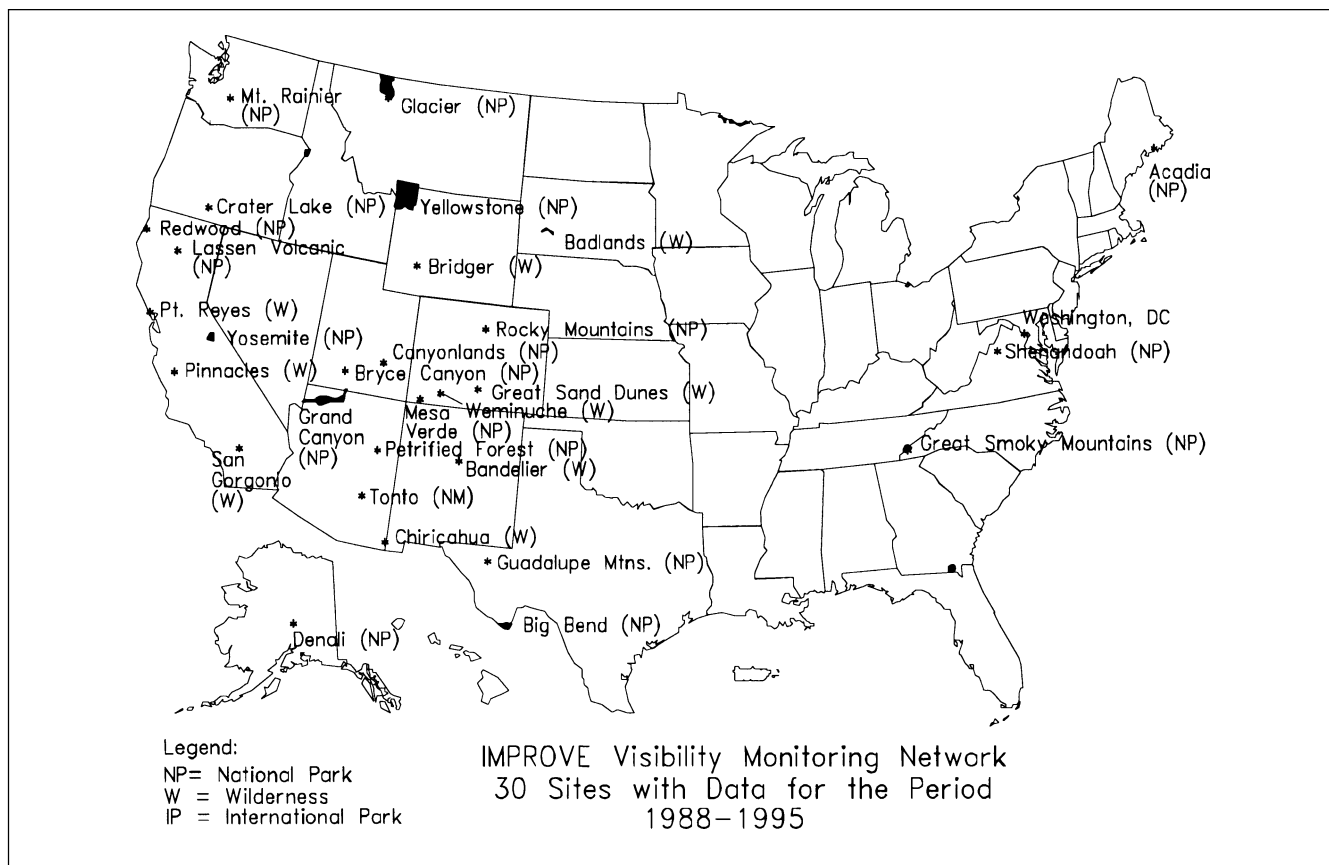 Mt. Rainier
(NP)
Glacier (NP)
Acadia
(NP)
Crater Lake (NP)
Yellowstone (NP)
Redwood (NP)
Lassen Volcanic
(NP)
Badlands (W)
Bridger (W)
Pt. Reyes (W)
Yosemite (NP)
Rocky Mountains (NP)
Washington, DC
Shenandoah (NP)
Canyonlands (NP)
Pinnacles (W)
Bryce Canyon (NP)
Great Sand Dunes (W)
Weminuche (W)
Mesa
Verde (NP)
Grand
Canyon
(NP)
Petrified Forest (NP)
Bandelier (W)
Great Smoky Mountains (NP)
San
Gorgonio
(W)
Tonto (NM)
Chiricahua (W)
Guadalupe Mtns. (NP)
Big Bend (NP)
Denali (NP)
Legend:
NP= National Park
W = Wilderness
IP = International Park
IMPROVE Visibility Monitoring Network
30 Sites with Data for the Period
1988-1995